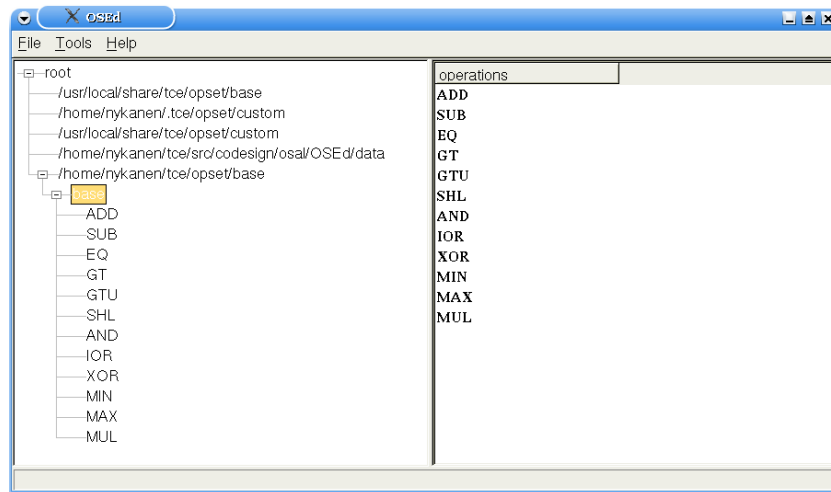 OSEd
File Tools Help
root
/usr/local/share/tce/opset/base
/home/nykanen/.tce/opset/custom
/usr/local/share/tce/opset/custom
/home/nykanen/tce/src/codesign/osal/OSEd/data
/home/nykanen/tce/opset/base
base
ADD
SUB
EQ
GT
GTU
SHL
AND
IOR
XOR
MIN
MAX
MUL
operations
ADD
SUB
EQ
GT
GTU
SHL
AND
IOR
XOR
MIN
MAX
MUL